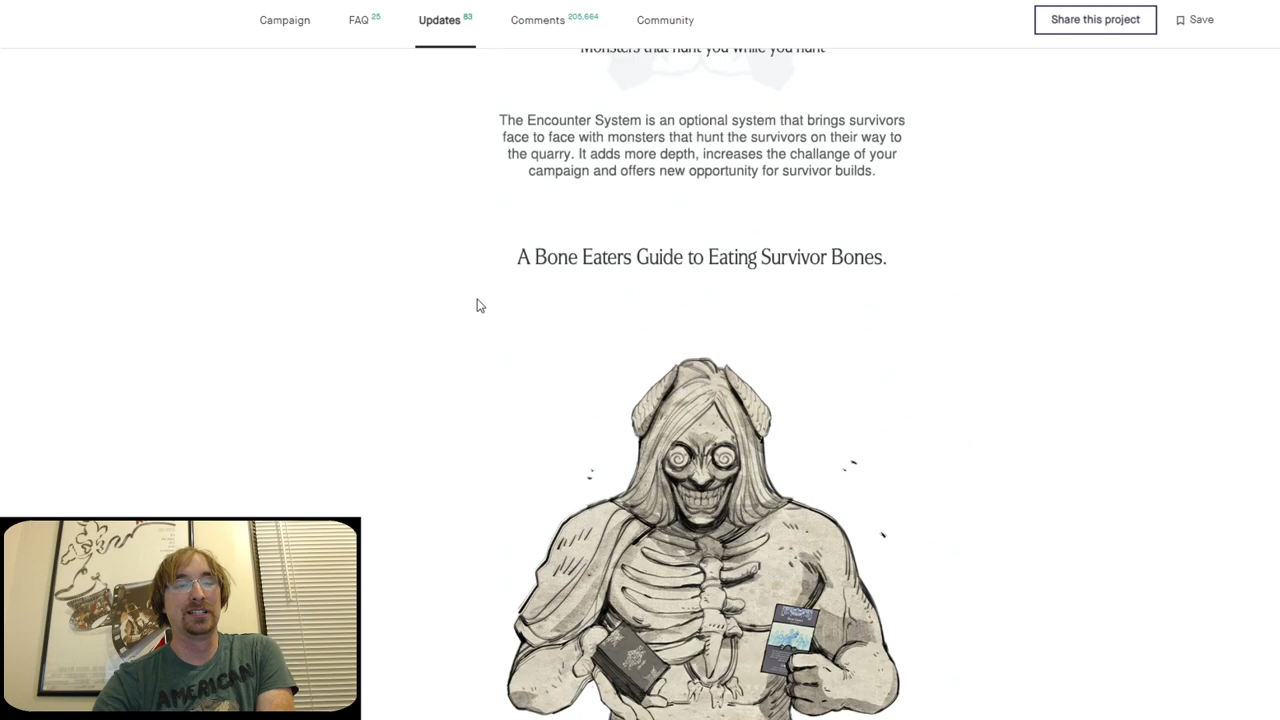 Campaign FAQ 25 Updates 83 Comments 205,664 Community Share this project Save
Monsters that hunt you while you hunt
The Encounter System is an optional system that brings survivors
face to face with monsters that hunt the survivors on their way to
the quarry. It adds more depth, increases the challange of your
campaign and offers new opportunity for survivor builds.
A Bone Eaters Guide to Eating Survivor Bones.
AMERICAN